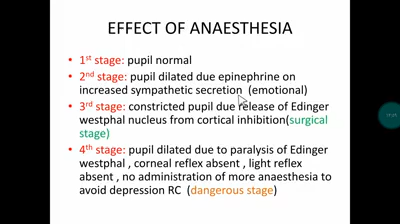 EFFECT OF ANAESTHESIA
• 1st stage: pupil normal
• 2nd stage: pupil dilated due epinephrine on
increased sympathetic secretion (emotional)
• 3rd stage: constricted pupil due release of Edinger
westphal nucleus from cortical inhibition(surgical
stage)
• 4th stage: pupil dilated due to paralysis of Edinger
Westphal , corneal reflex absent , light reflex
absent , no administration of more anaesthesia to
avoid depression RC (dangerous stage)